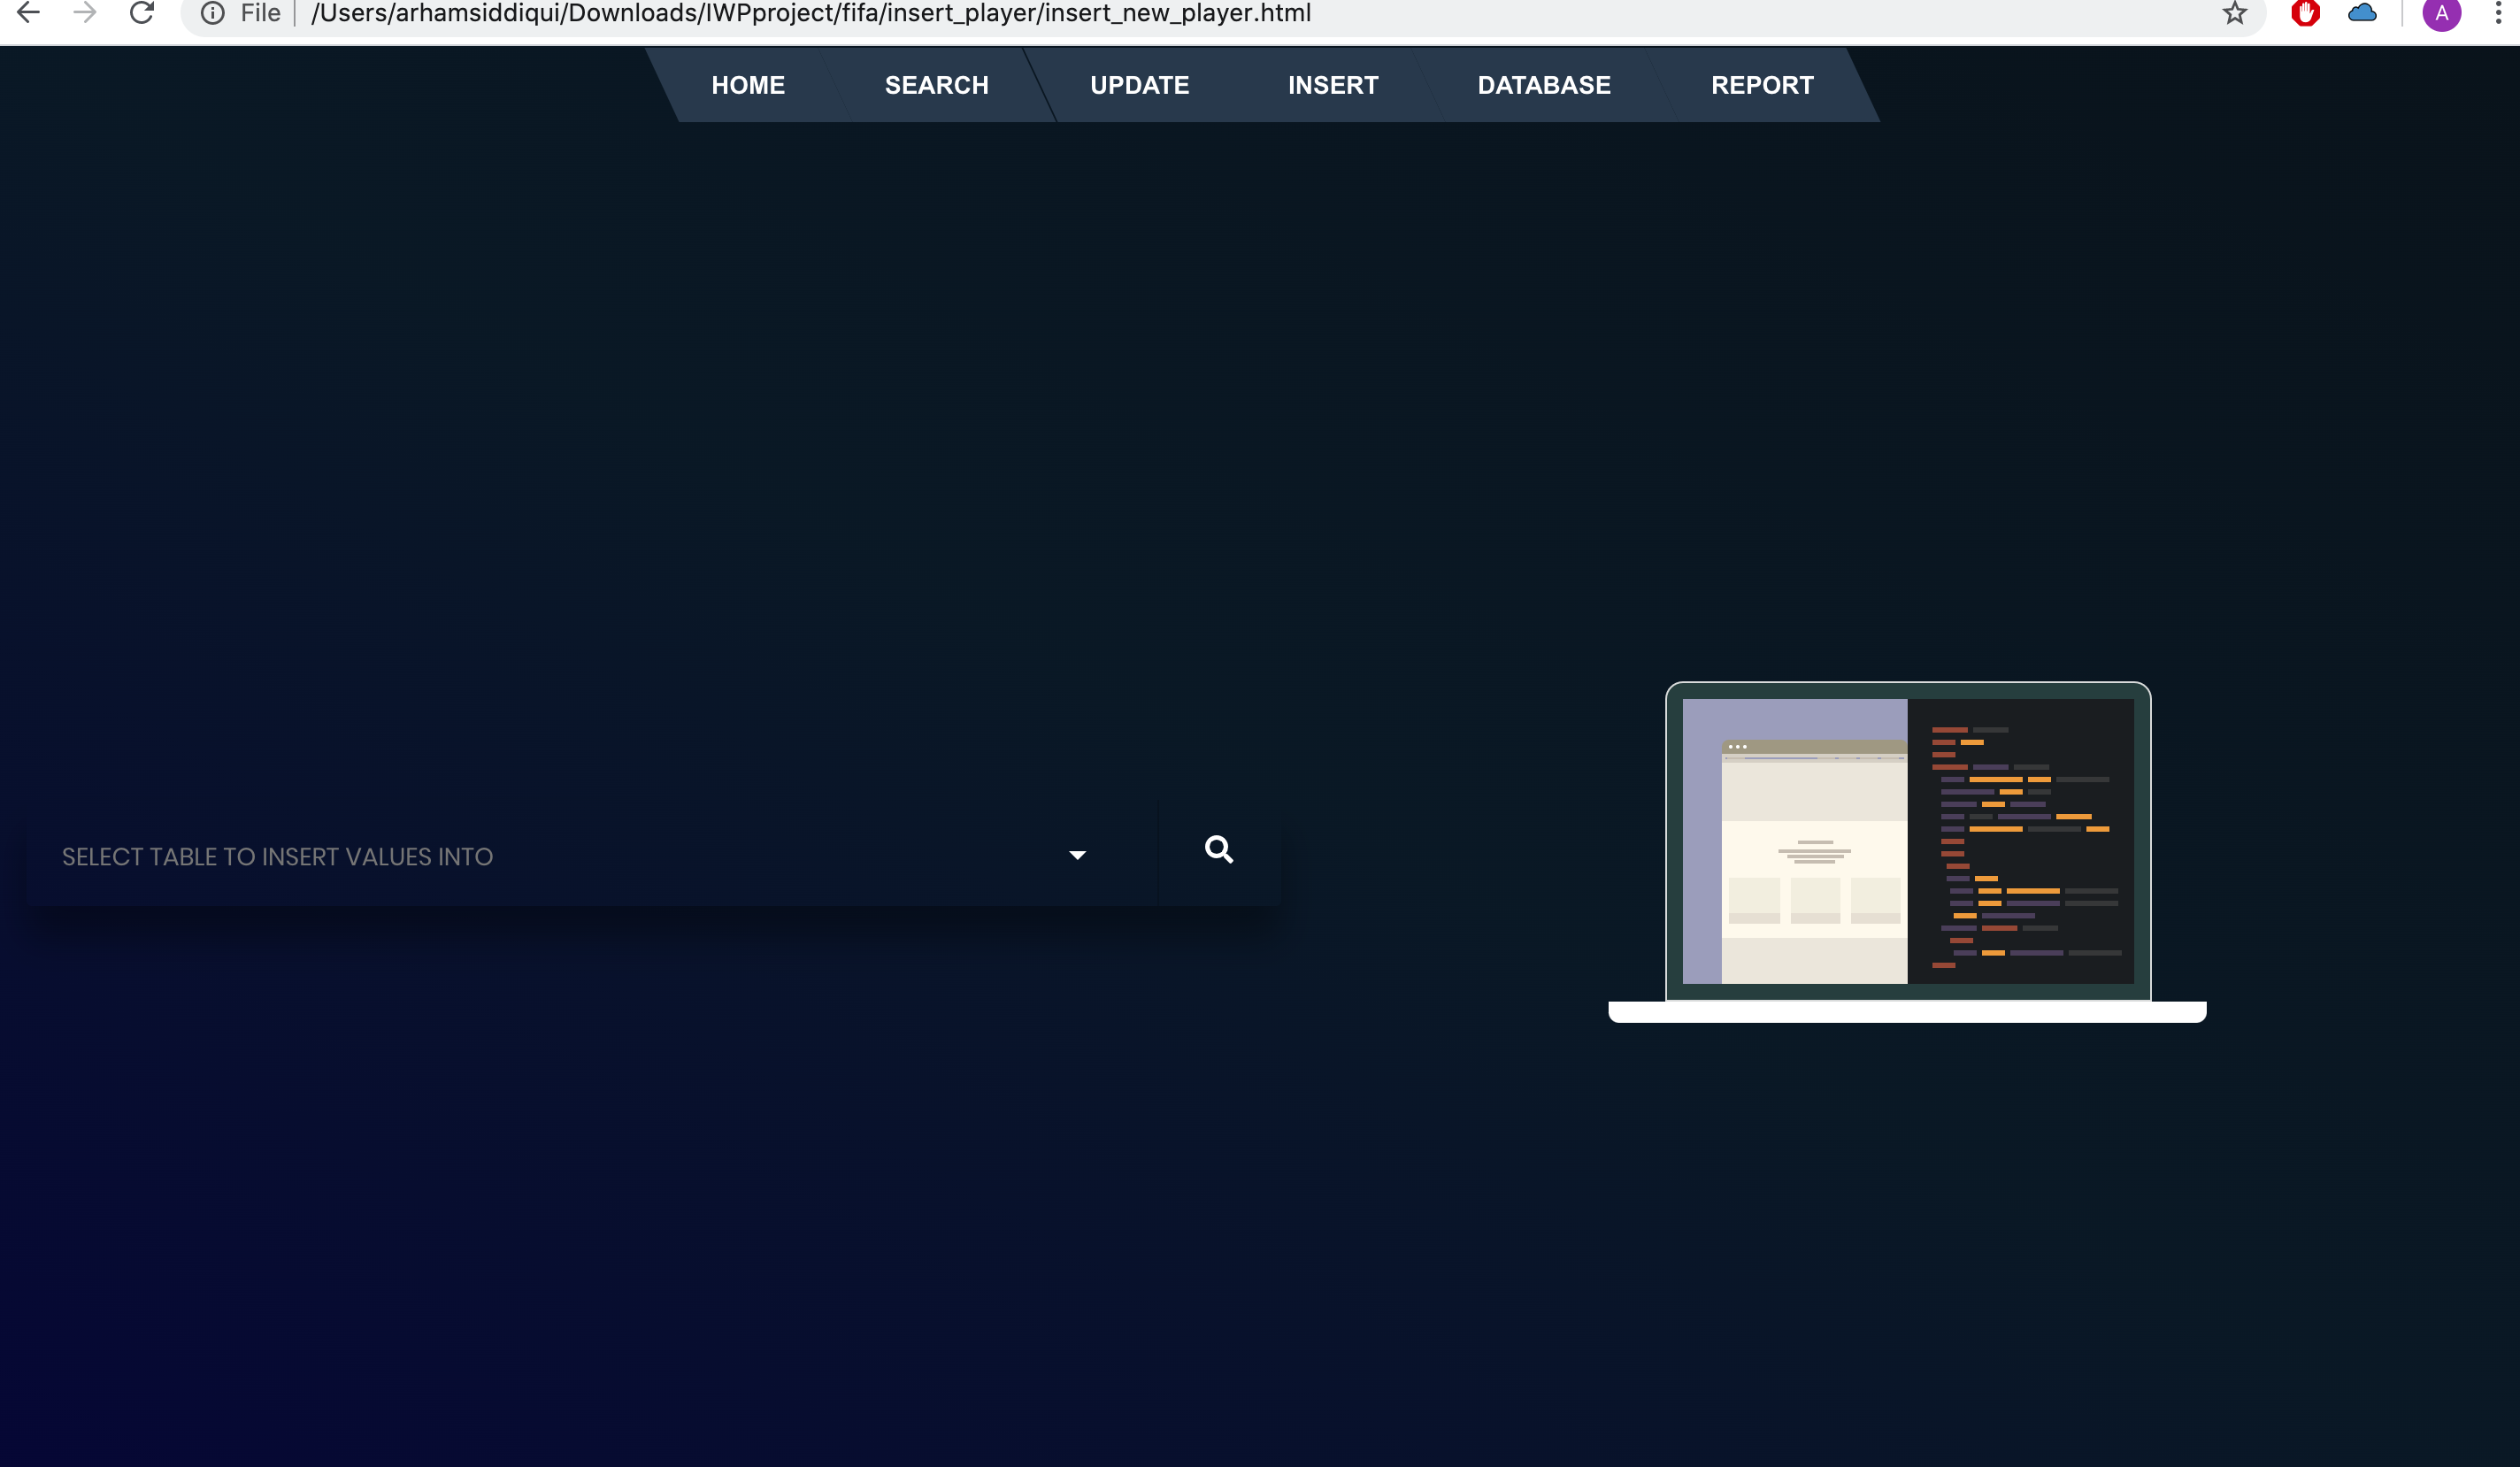 File /Users/arhamsiddiqui/Downloads/IWPproject/fifa/insert_player/insert_new_player.html A
HOME SEARCH UPDATE INSERT DATABASE REPORT
SELECT TABLE TO INSERT VALUES INTO